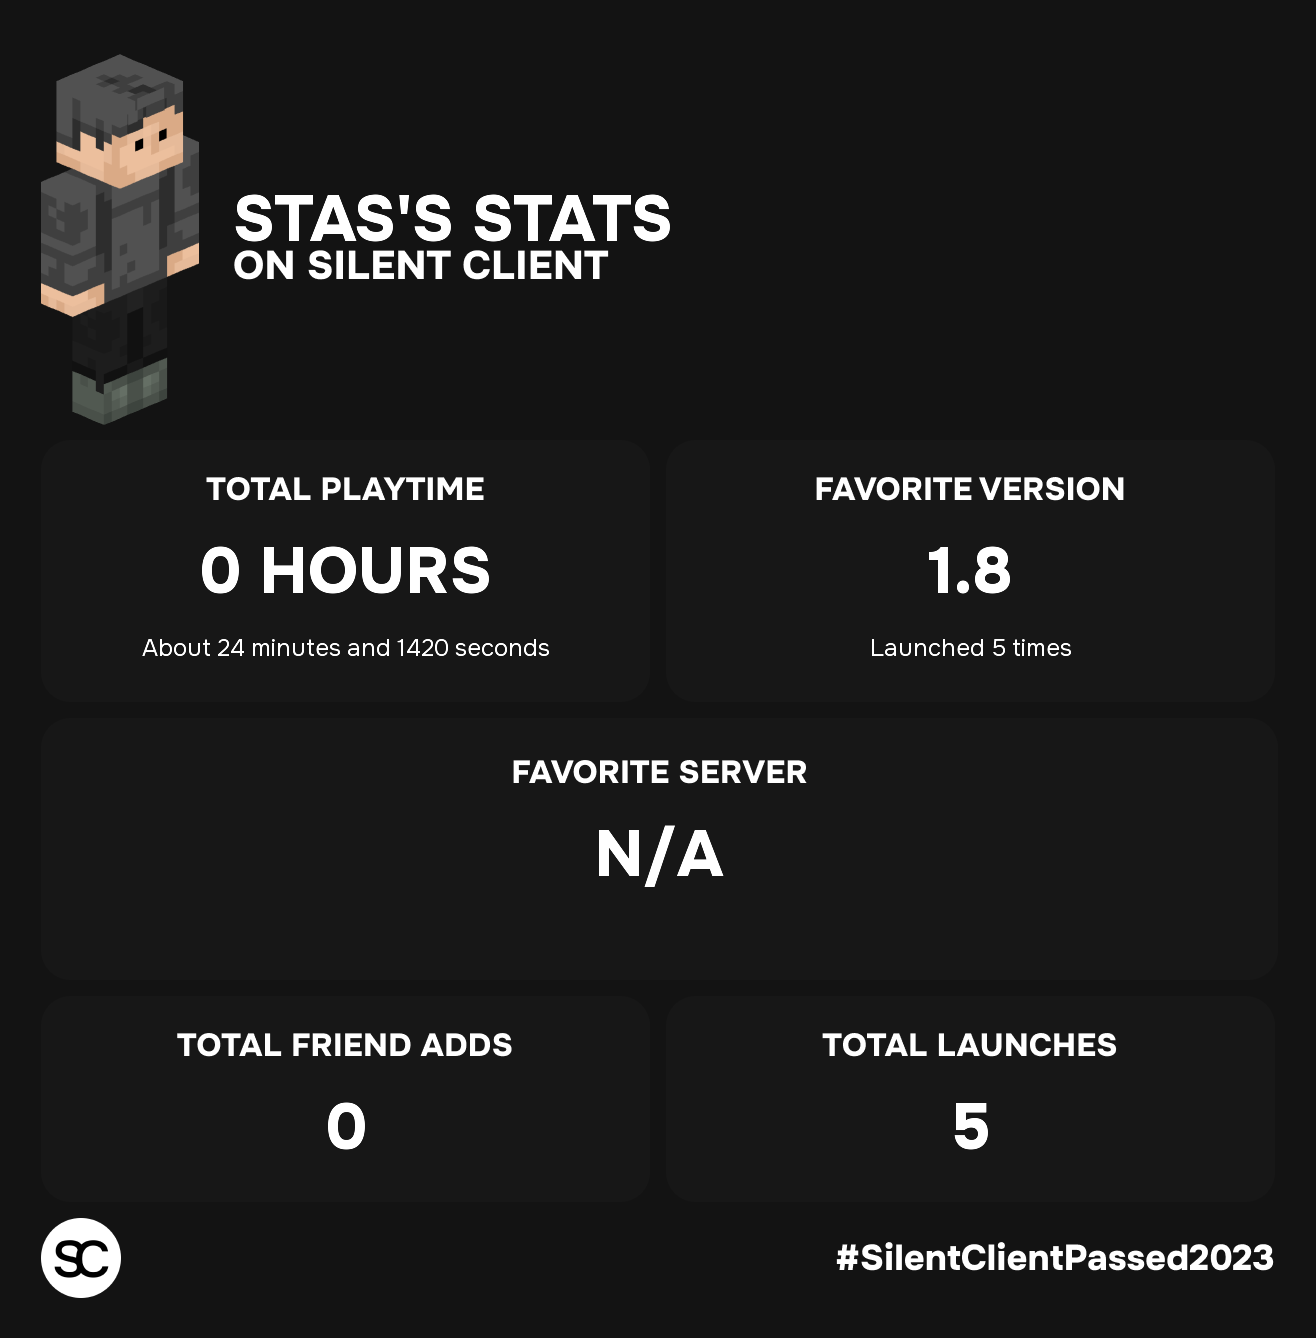 STAS'S STATS
ON SILENT CLIENT
TOTAL PLAYTIME
0 HOURS
About 24 minutes and 1420 seconds
FAVORITE VERSION
1.8
Launched 5 times
FAVORITE SERVER
N/A
TOTAL FRIEND ADDS
0
TOTAL LAUNCHES
5
SC
#SilentClientPassed2023